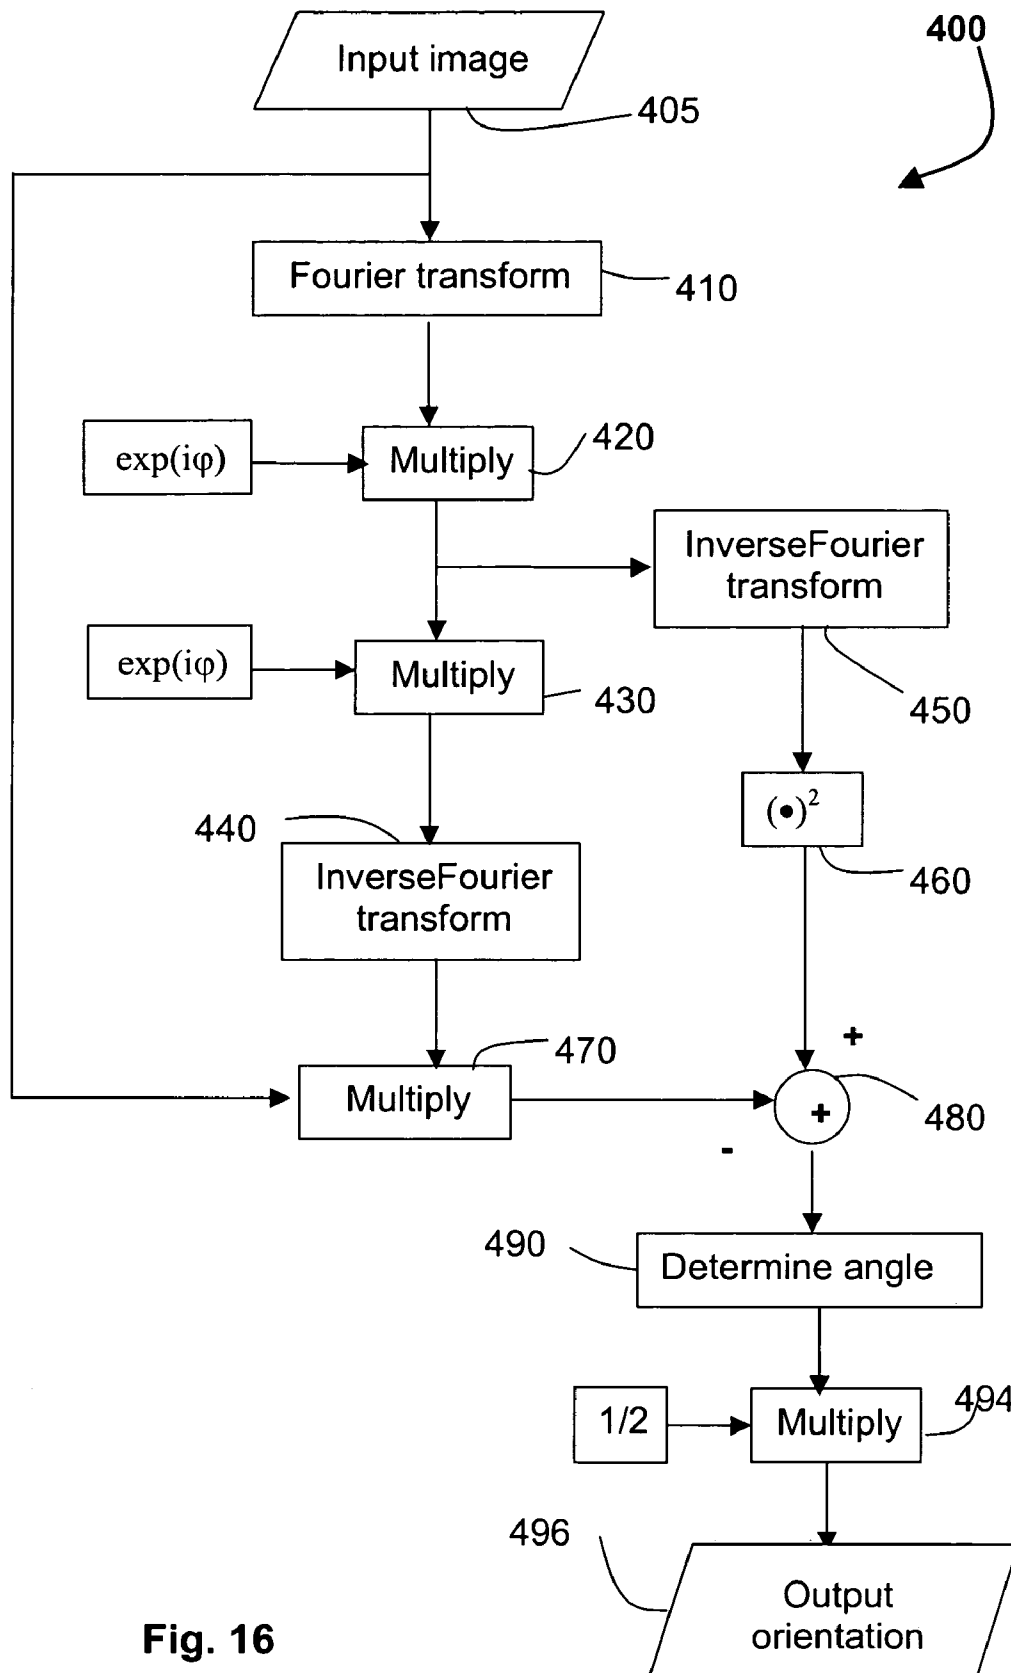 400
Input image
405
Fourier transform
410
exp(iφ)
Multiply
420
InverseFourier
transform
450
exp(iφ)
Multiply
430
(•)²
460
440
InverseFourier
transform
+
470
Multiply
+
480
-
490
Determine angle
1/2
Multiply
494
496
Output
orientation
Fig. 16